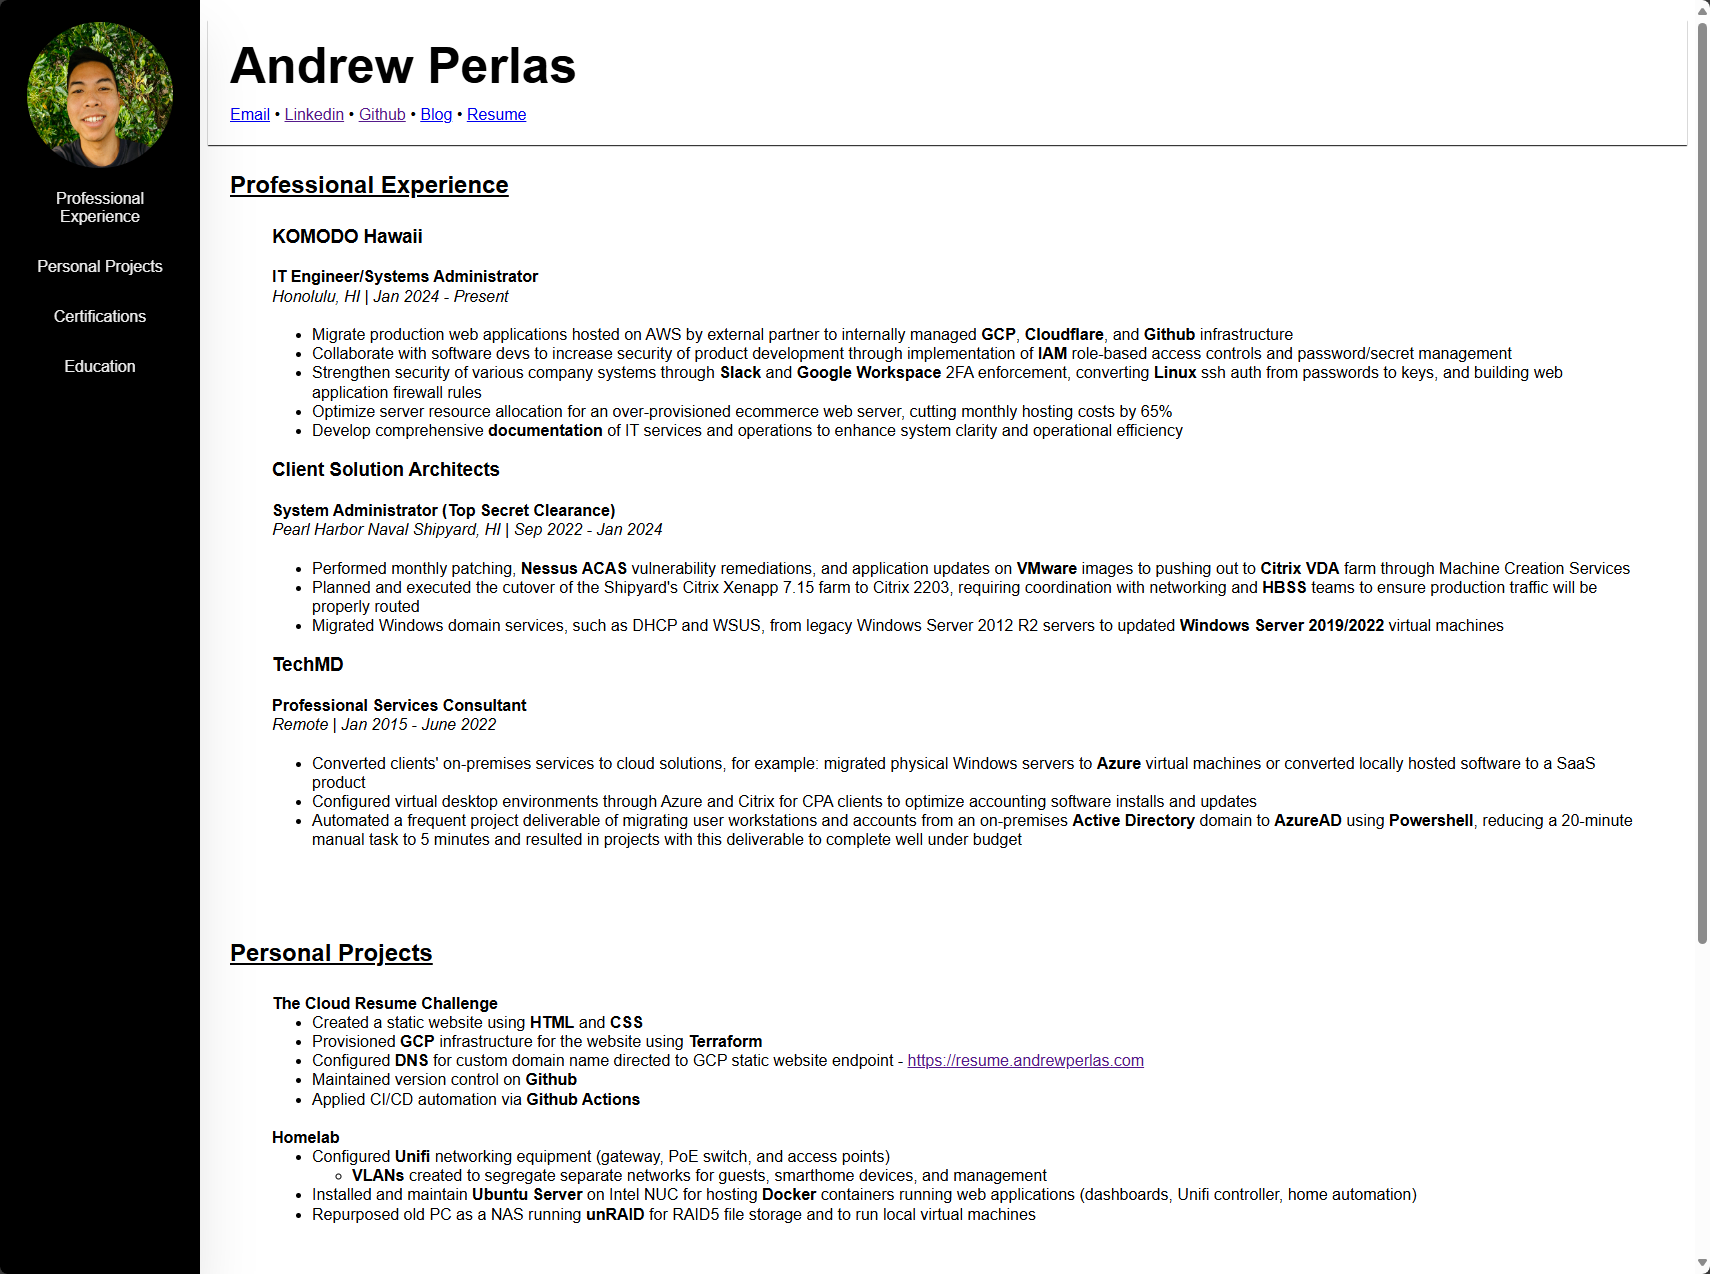 Professional
Experience
Personal Projects
Certifications
Education
Andrew Perlas
Email • Linkedin • Github • Blog • Resume
Professional Experience
KOMODO Hawaii
IT Engineer/Systems Administrator
Honolulu, HI | Jan 2024 - Present
• Migrate production web applications hosted on AWS by external partner to internally managed GCP, Cloudflare, and Github infrastructure
• Collaborate with software devs to increase security of product development through implementation of IAM role-based access controls and password/secret management
• Strengthen security of various company systems through Slack and Google Workspace 2FA enforcement, converting Linux ssh auth from passwords to keys, and building web
application firewall rules
• Optimize server resource allocation for an over-provisioned ecommerce web server, cutting monthly hosting costs by 65%
• Develop comprehensive documentation of IT services and operations to enhance system clarity and operational efficiency
Client Solution Architects
System Administrator (Top Secret Clearance)
Pearl Harbor Naval Shipyard, HI | Sep 2022 - Jan 2024
• Performed monthly patching, Nessus ACAS vulnerability remediations, and application updates on VMware images to pushing out to Citrix VDA farm through Machine Creation Services
• Planned and executed the cutover of the Shipyard's Citrix Xenapp 7.15 farm to Citrix 2203, requiring coordination with networking and HBSS teams to ensure production traffic will be
properly routed
• Migrated Windows domain services, such as DHCP and WSUS, from legacy Windows Server 2012 R2 servers to updated Windows Server 2019/2022 virtual machines
TechMD
Professional Services Consultant
Remote | Jan 2015 - June 2022
• Converted clients' on-premises services to cloud solutions, for example: migrated physical Windows servers to Azure virtual machines or converted locally hosted software to a SaaS
product
• Configured virtual desktop environments through Azure and Citrix for CPA clients to optimize accounting software installs and updates
• Automated a frequent project deliverable of migrating user workstations and accounts from an on-premises Active Directory domain to AzureAD using Powershell, reducing a 20-minute
manual task to 5 minutes and resulted in projects with this deliverable to complete well under budget
Personal Projects
The Cloud Resume Challenge
• Created a static website using HTML and CSS
• Provisioned GCP infrastructure for the website using Terraform
• Configured DNS for custom domain name directed to GCP static website endpoint - https://resume.andrewperlas.com
• Maintained version control on Github
• Applied CI/CD automation via Github Actions
Homelab
• Configured Unifi networking equipment (gateway, PoE switch, and access points)
◦ VLANs created to segregate separate networks for guests, smarthome devices, and management
• Installed and maintain Ubuntu Server on Intel NUC for hosting Docker containers running web applications (dashboards, Unifi controller, home automation)
• Repurposed old PC as a NAS running unRAID for RAID5 file storage and to run local virtual machines